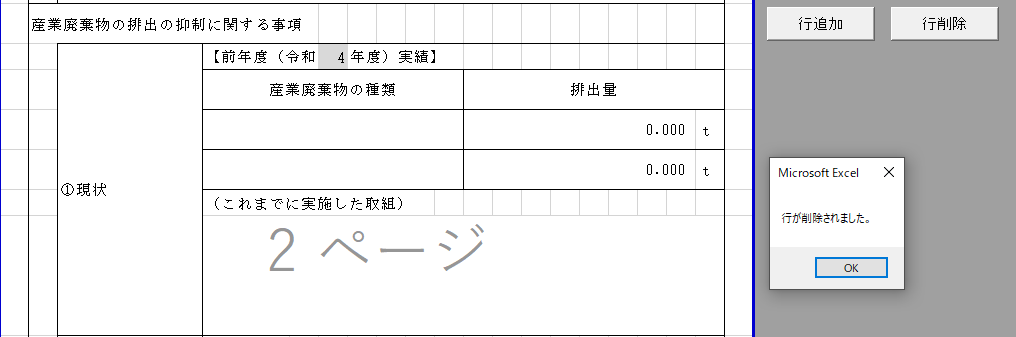 産業廃棄物の排出の抑制に関する事項
行追加
行削除
【前年度（令和 4 年度）実績】
産業廃棄物の種類 排出量
0.000 t
0.000 t
①現状
（これまでに実施した取組）
2 ページ
Microsoft Excel
行が削除されました。
OK